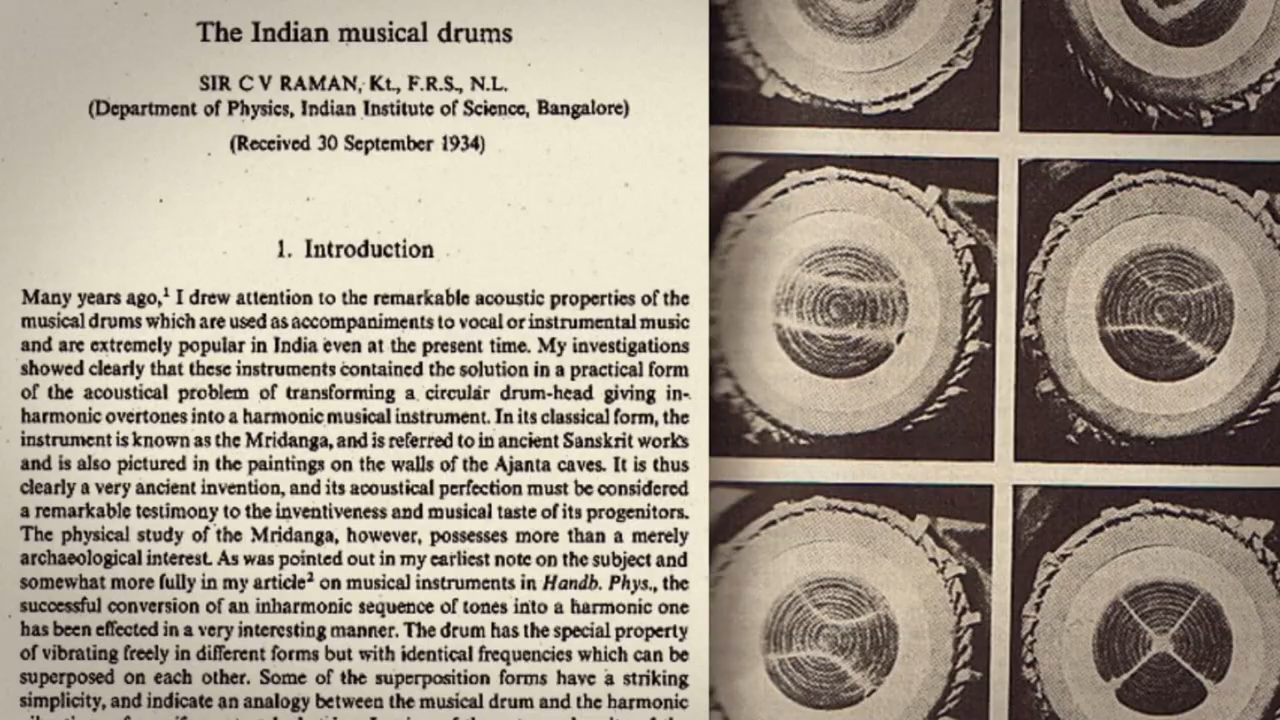 The Indian musical drums
SIR C V RAMAN, Kt., F.R.S., N.L.
(Department of Physics, Indian Institute of Science, Bangalore)
(Received 30 September 1934)
1. Introduction
Many years ago,¹ I drew attention to the remarkable acoustic properties of the
musical drums which are used as accompaniments to vocal or instrumental music
and are extremely popular in India even at the present time. My investigations
showed clearly that these instruments contained the solution in a practical form
of the acoustical problem of transforming a circular drum-head giving in-
harmonic overtones into a harmonic musical instrument. In its classical form, the
instrument is known as the Mridanga, and is referred to in ancient Sanskrit works
and is also pictured in the paintings on the walls of the Ajanta caves. It is thus
clearly a very ancient invention, and its acoustical perfection must be considered
a remarkable testimony to the inventiveness and musical taste of its progenitors.
The physical study of the Mridanga, however, possesses more than a merely
archaeological interest. As was pointed out in my earliest note on the subject and
somewhat more fully in my article² on musical instruments in Handb. Phys., the
successful conversion of an inharmonic sequence of tones into a harmonic one
has been effected in a very interesting manner. The drum has the special property
of vibrating freely in different forms but with identical frequencies which can be
superposed on each other. Some of the superposition forms have a striking
simplicity, and indicate an analogy between the musical drum and the harmonic